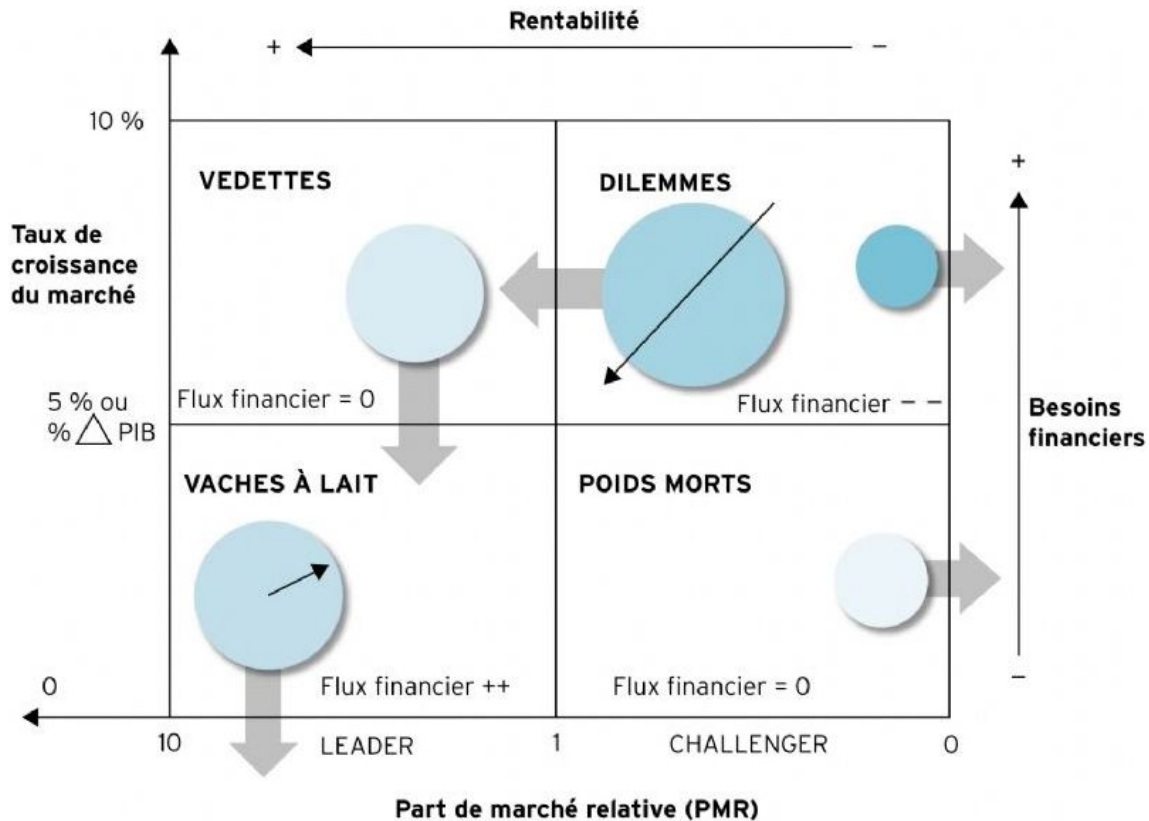 Rentabilité
+
–
10 %
VEDETTES
DILEMMES
+
Taux de
croissance
du marché
Flux financier = 0
Flux financier – –
5 % ou
% △ PIB
Besoins
financiers
VACHES À LAIT
POIDS MORTS
Flux financier ++
Flux financier = 0
–
0
10
LEADER
1
CHALLENGER
0
Part de marché relative (PMR)